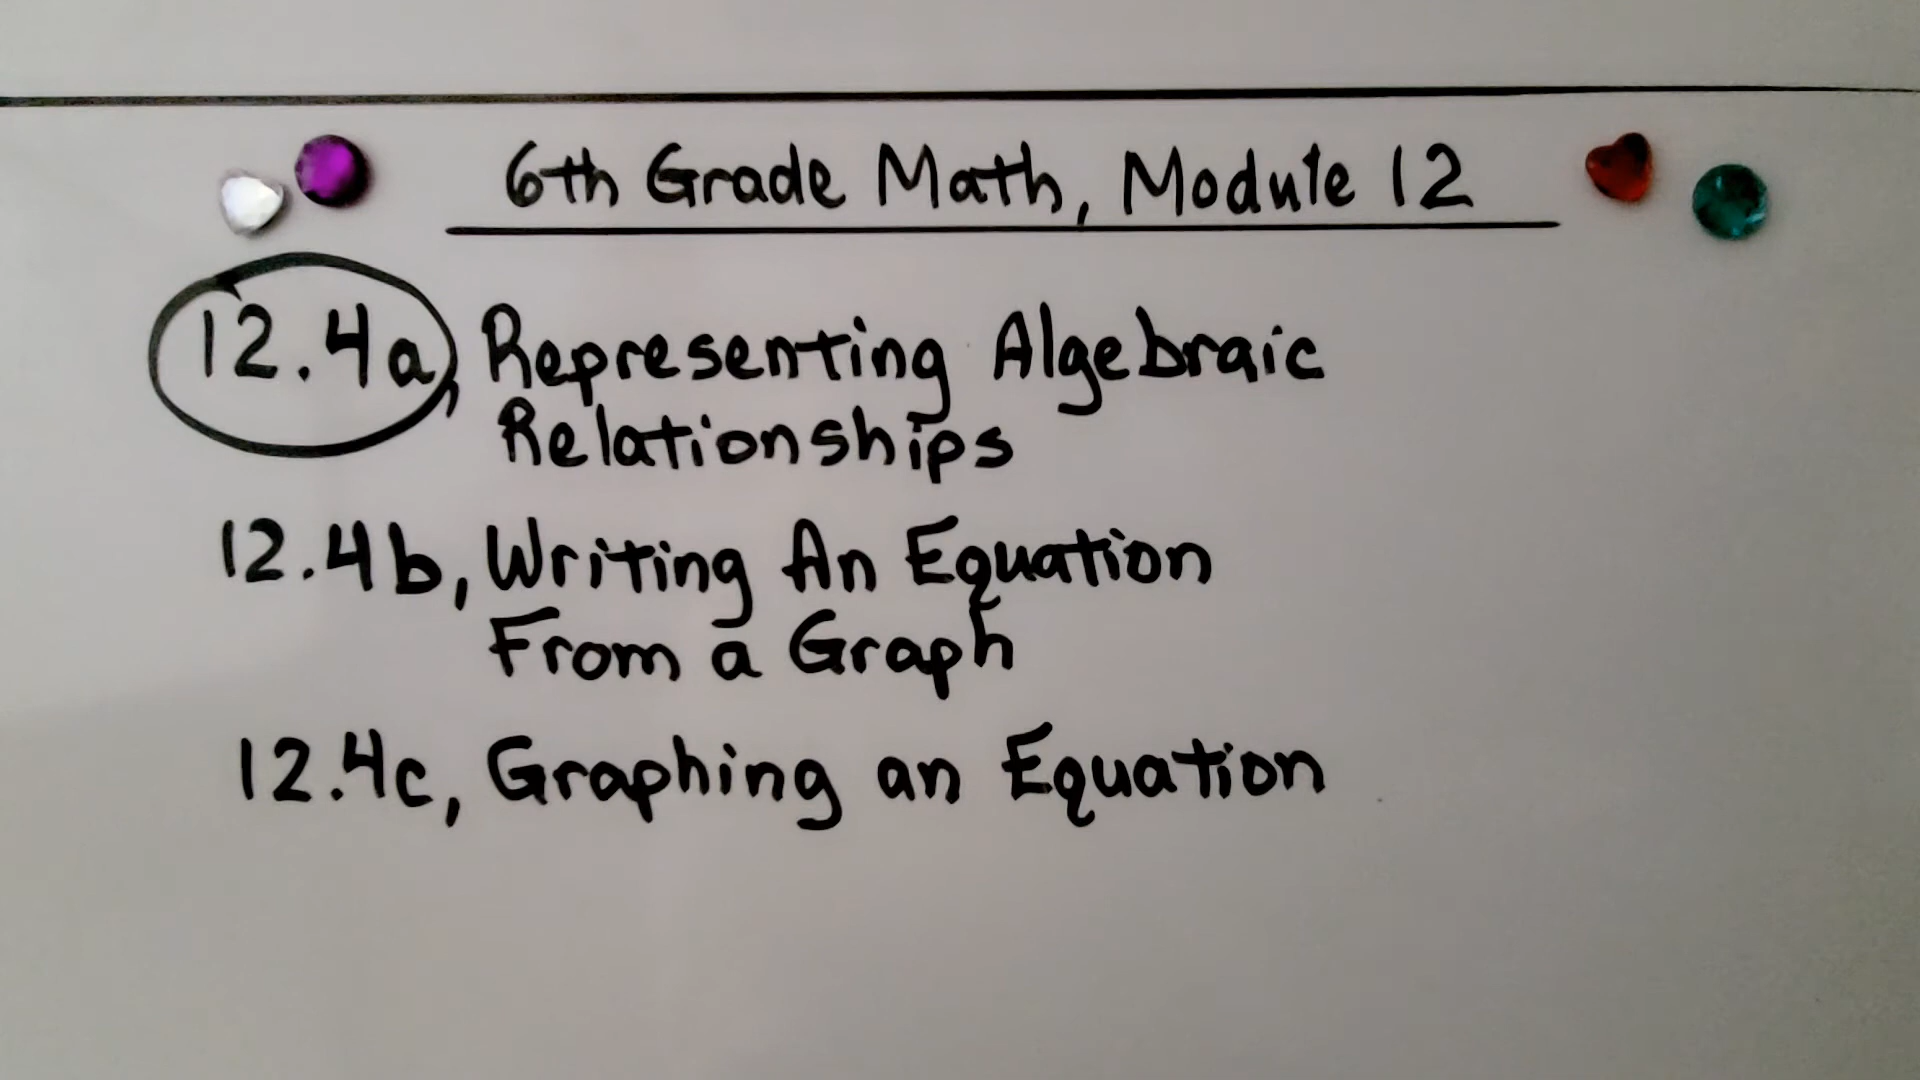 6th Grade Math, Module 12
12.4a, Representing Algebraic
Relationships
12.4b, Writing An Equation
From a Graph
12.4c, Graphing an Equation